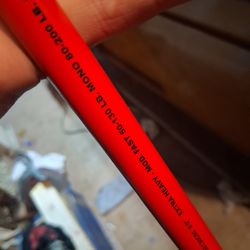 LB. MONO 80-200 LB.
MOD. FAST 50-130
EXTRA HEAVY